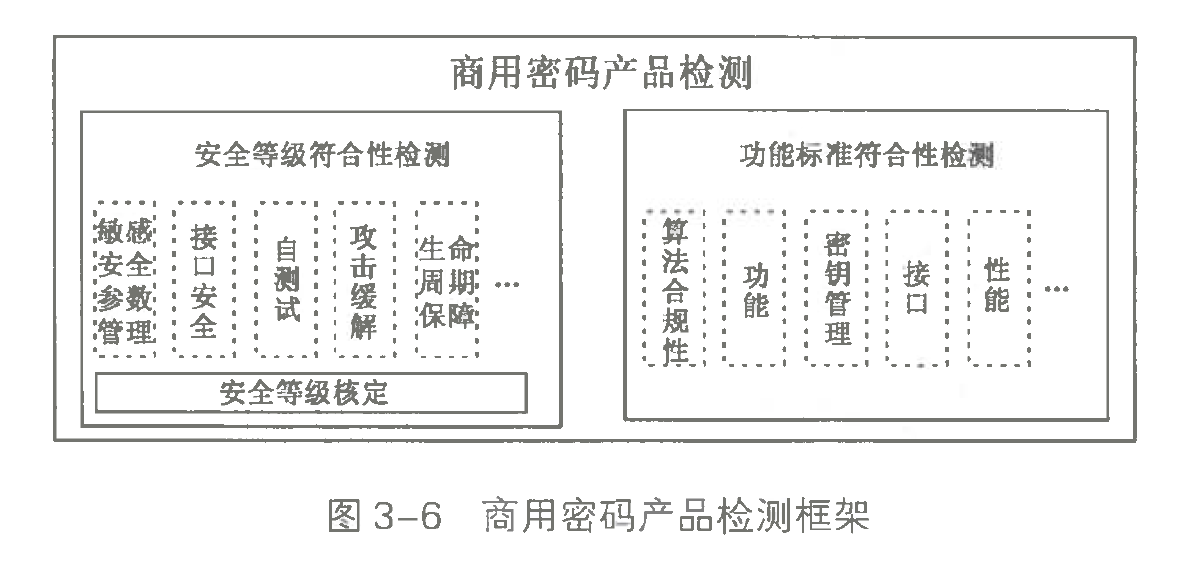 商用密码产品检测
安全等级符合性检测
敏感
安全
参数
管理
接口安全
自测试
攻击缓解
生命
周期
保障
...
安全等级核定
功能标准符合性检测
算法合规性
功能
密钥管理
接口
性能
...
图 3-6 商用密码产品检测框架